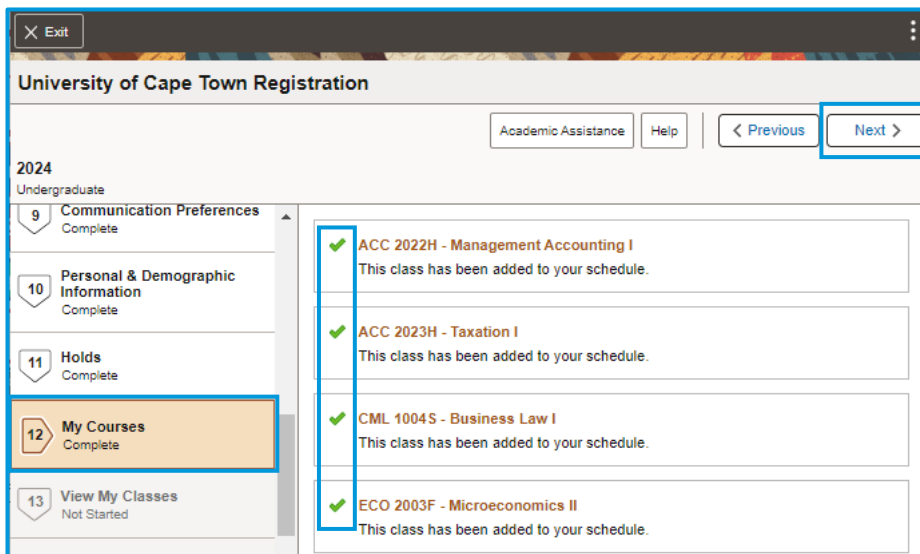 Exit
University of Cape Town Registration
Academic Assistance
Help
Previous
Next
2024
Undergraduate
9
Communication Preferences
Complete
10
Personal & Demographic
Information
Complete
11
Holds
Complete
12
My Courses
Complete
13
View My Classes
Not Started
ACC 2022H - Management Accounting I
This class has been added to your schedule.
ACC 2023H - Taxation I
This class has been added to your schedule.
CML 1004S - Business Law I
This class has been added to your schedule.
ECO 2003F - Microeconomics II
This class has been added to your schedule.